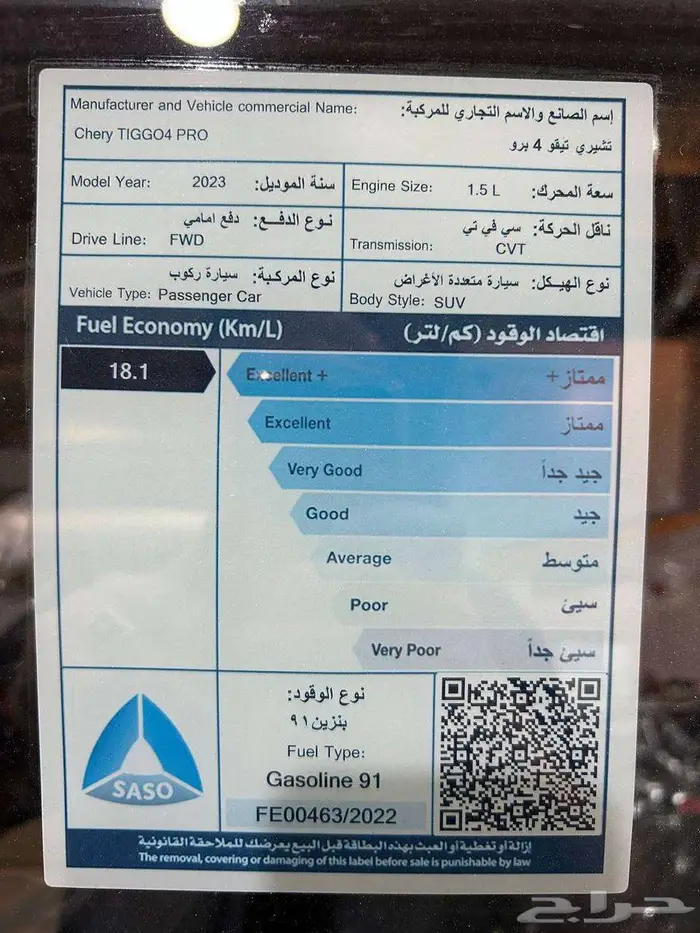 Manufacturer and Vehicle commercial Name: إسم الصانع والاسم التجاري للمركبة:
Chery TIGGO4 PRO تشيري تيقو 4 برو
Model Year: 2023 سنة الموديل:
Engine Size: 1.5 L سعة المحرك:
نوع الدفع: دفع امامي
Drive Line: FWD
ناقل الحركة: سي في تي
Transmission: CVT
نوع المركبة: سيارة ركوب
Vehicle Type: Passenger Car
نوع الهيكل: سيارة متعددة الأغراض
Body Style: SUV
Fuel Economy (Km/L) اقتصاد الوقود (كم/لتر)
18.1
Excellent + ممتاز+
Excellent ممتاز
Very Good جيد جداً
Good جيد
Average متوسط
Poor سيئ
Very Poor سيئ جداً
SASO
نوع الوقود:
بنزين ٩١
Fuel Type:
Gasoline 91
FE00463/2022
إزالة أو تغطية أو العبث بهذه البطاقة قبل البيع يعرضك للملاحقة القانونية
The removal, covering or damaging of this label before sale is punishable by law
حراج